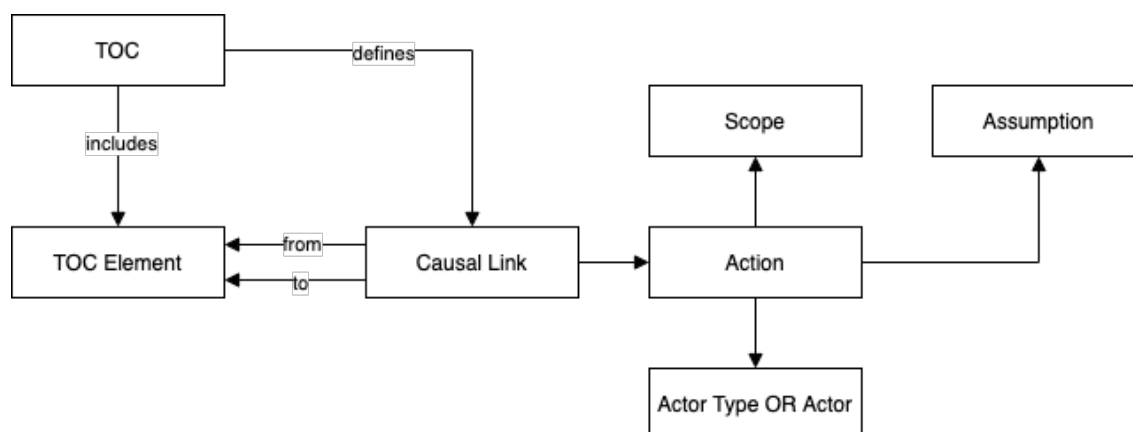 TOC
defines
Scope
Assumption
includes
TOC Element
from
to
Causal Link
Action
Actor Type OR Actor